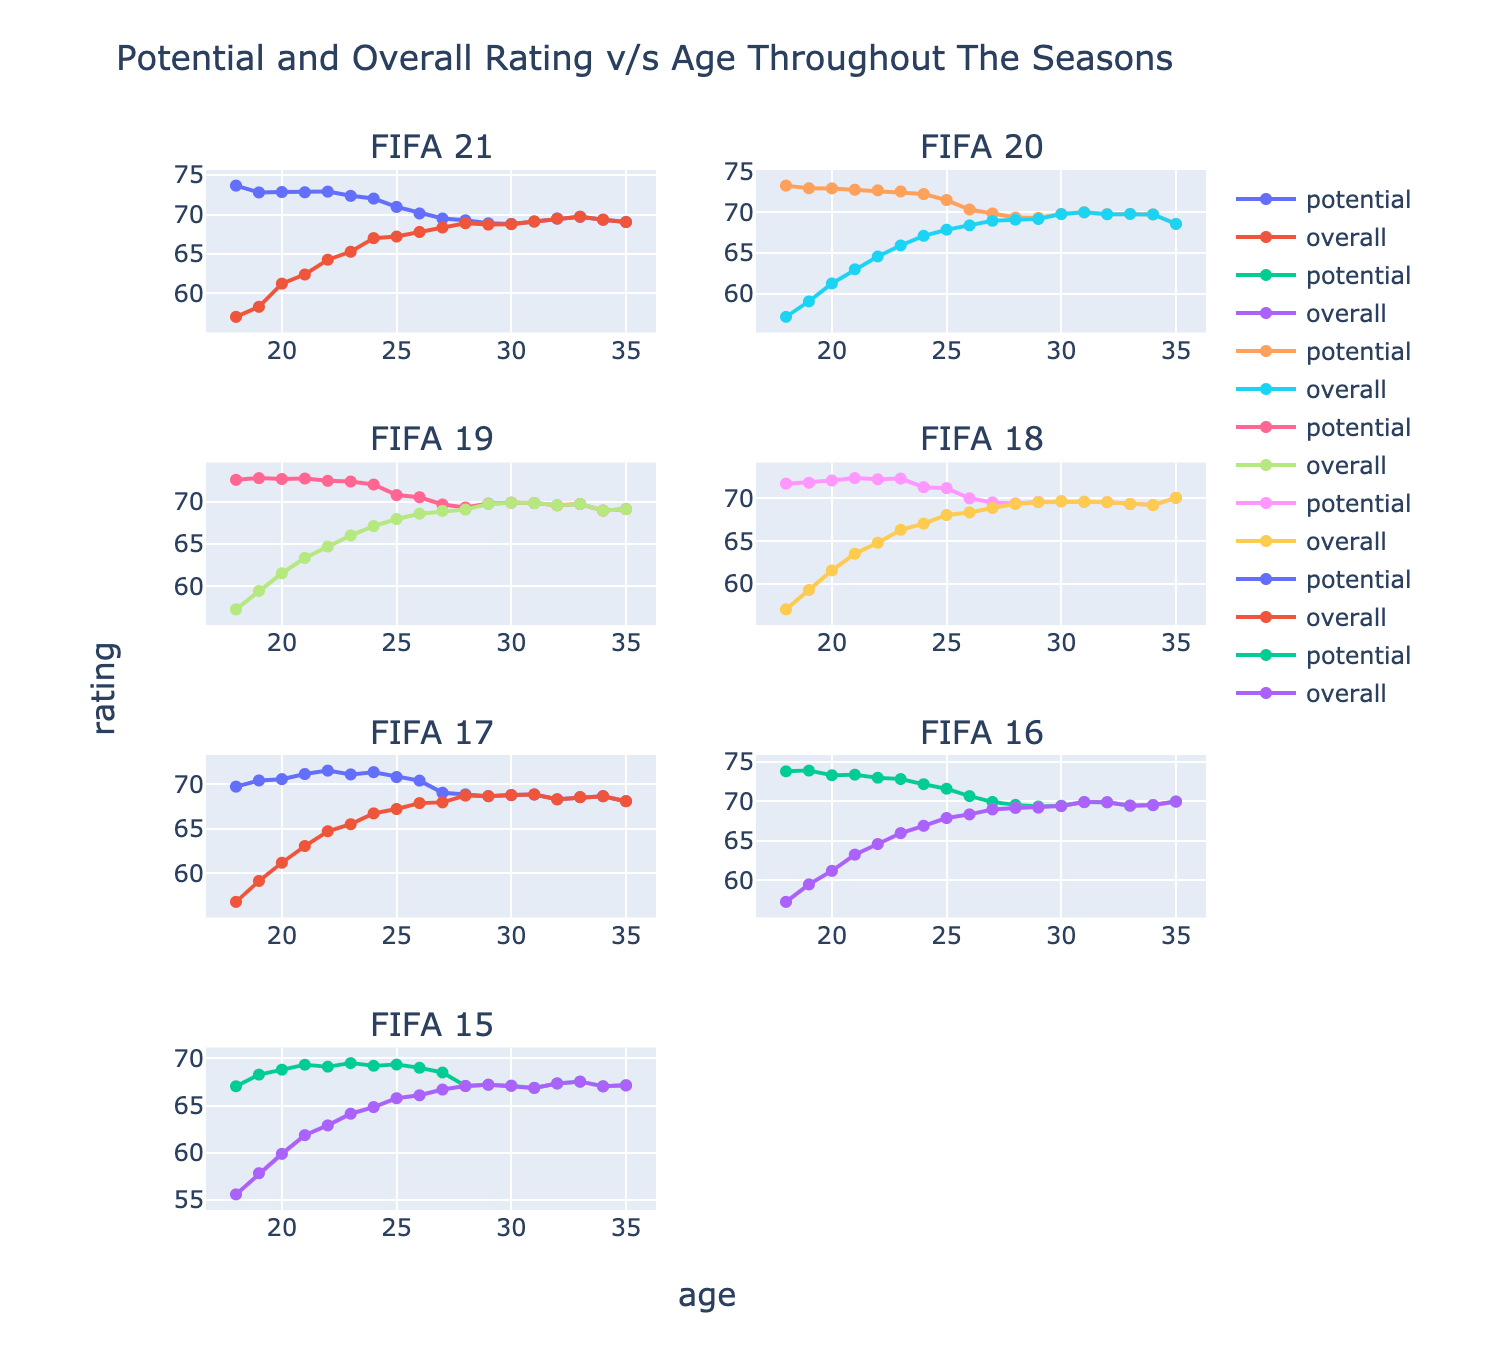 Potential and Overall Rating v/s Age Throughout The Seasons
FIFA 21
75
70
65
60
20 25 30 35
FIFA 20
75
70
65
60
20 25 30 35
potential
overall
potential
overall
potential
overall
potential
overall
potential
overall
potential
overall
potential
overall
FIFA 19
70
65
60
20 25 30 35
FIFA 18
70
65
60
20 25 30 35
rating
FIFA 17
70
65
60
20 25 30 35
FIFA 16
75
70
65
60
20 25 30 35
FIFA 15
70
65
60
55
20 25 30 35
age